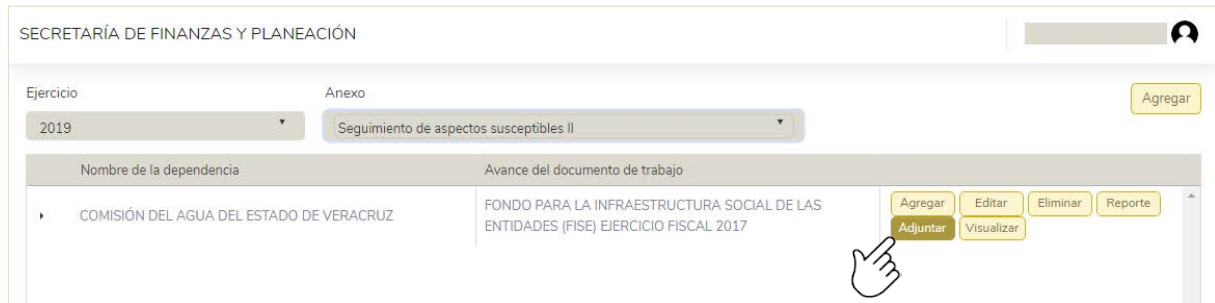 SECRETARÍA DE FINANZAS Y PLANEACIÓN
Ejercicio
Anexo
Agregar
2019
Seguimiento de aspectos susceptibles II
Nombre de la dependencia
Avance del documento de trabajo
COMISIÓN DEL AGUA DEL ESTADO DE VERACRUZ
FONDO PARA LA INFRAESTRUCTURA SOCIAL DE LAS
ENTIDADES (FISE) EJERCICIO FISCAL 2017
Agregar Editar Eliminar Reporte
Adjuntar Visualizar